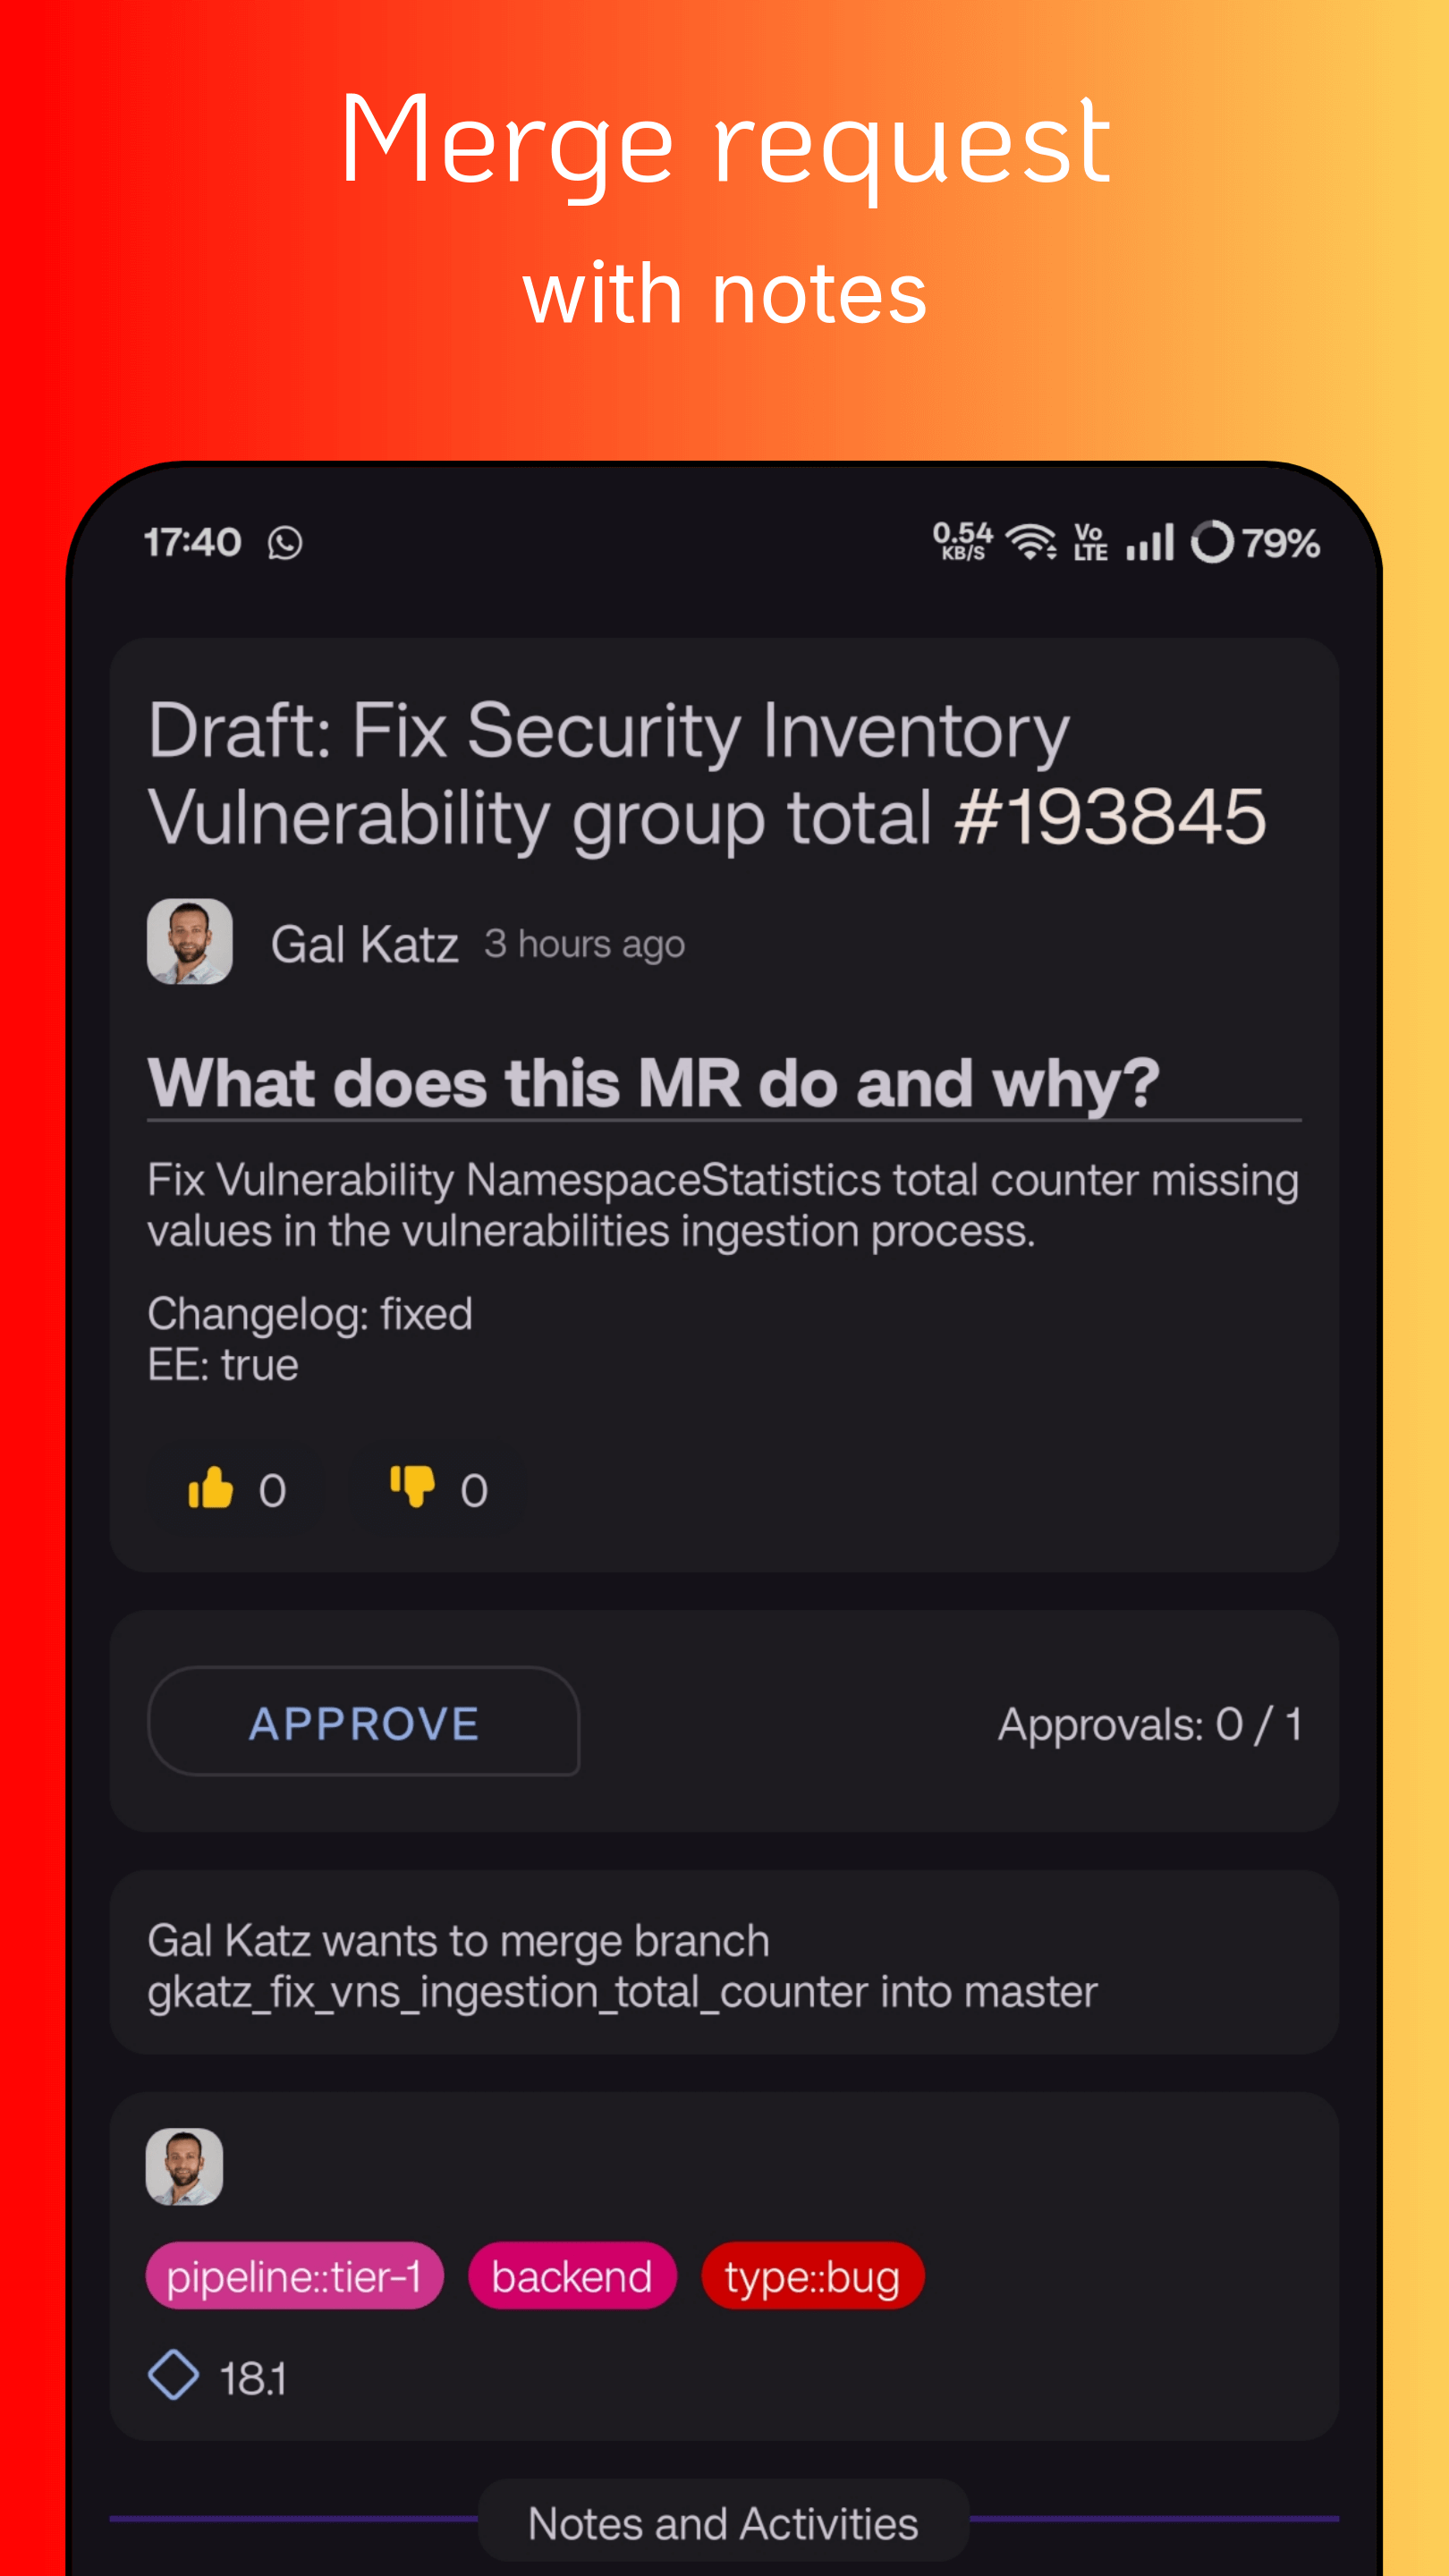 Merge request
with notes
17:40
0.54 KB/S Vo LTE 79%
Draft: Fix Security Inventory
Vulnerability group total #193845
Gal Katz 3 hours ago
What does this MR do and why?
Fix Vulnerability NamespaceStatistics total counter missing
values in the vulnerabilities ingestion process.
Changelog: fixed
EE: true
0 0
APPROVE Approvals: 0 / 1
Gal Katz wants to merge branch
gkatz_fix_vns_ingestion_total_counter into master
pipeline::tier-1 backend type::bug
18.1
Notes and Activities